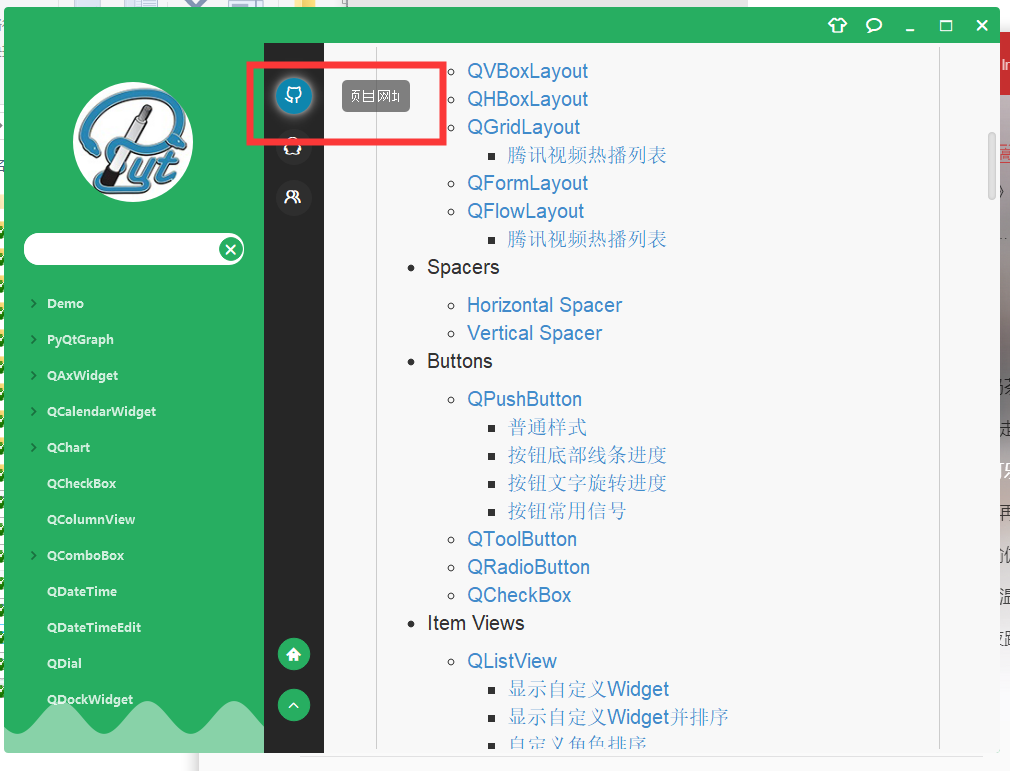 Pyt
Demo
PyQtGraph
QAxWidget
QCalendarWidget
QChart
QCheckBox
QColumnView
QComboBox
QDateTime
QDateTimeEdit
QDial
QDockWidget
项目网址
QVBoxLayout
QHBoxLayout
QGridLayout
腾讯视频热播列表
QFormLayout
QFlowLayout
腾讯视频热播列表
Spacers
Horizontal Spacer
Vertical Spacer
Buttons
QPushButton
普通样式
按钮底部线条进度
按钮文字旋转进度
按钮常用信号
QToolButton
QRadioButton
QCheckBox
Item Views
QListView
显示自定义Widget
显示自定义Widget并排序
自定义角色排序